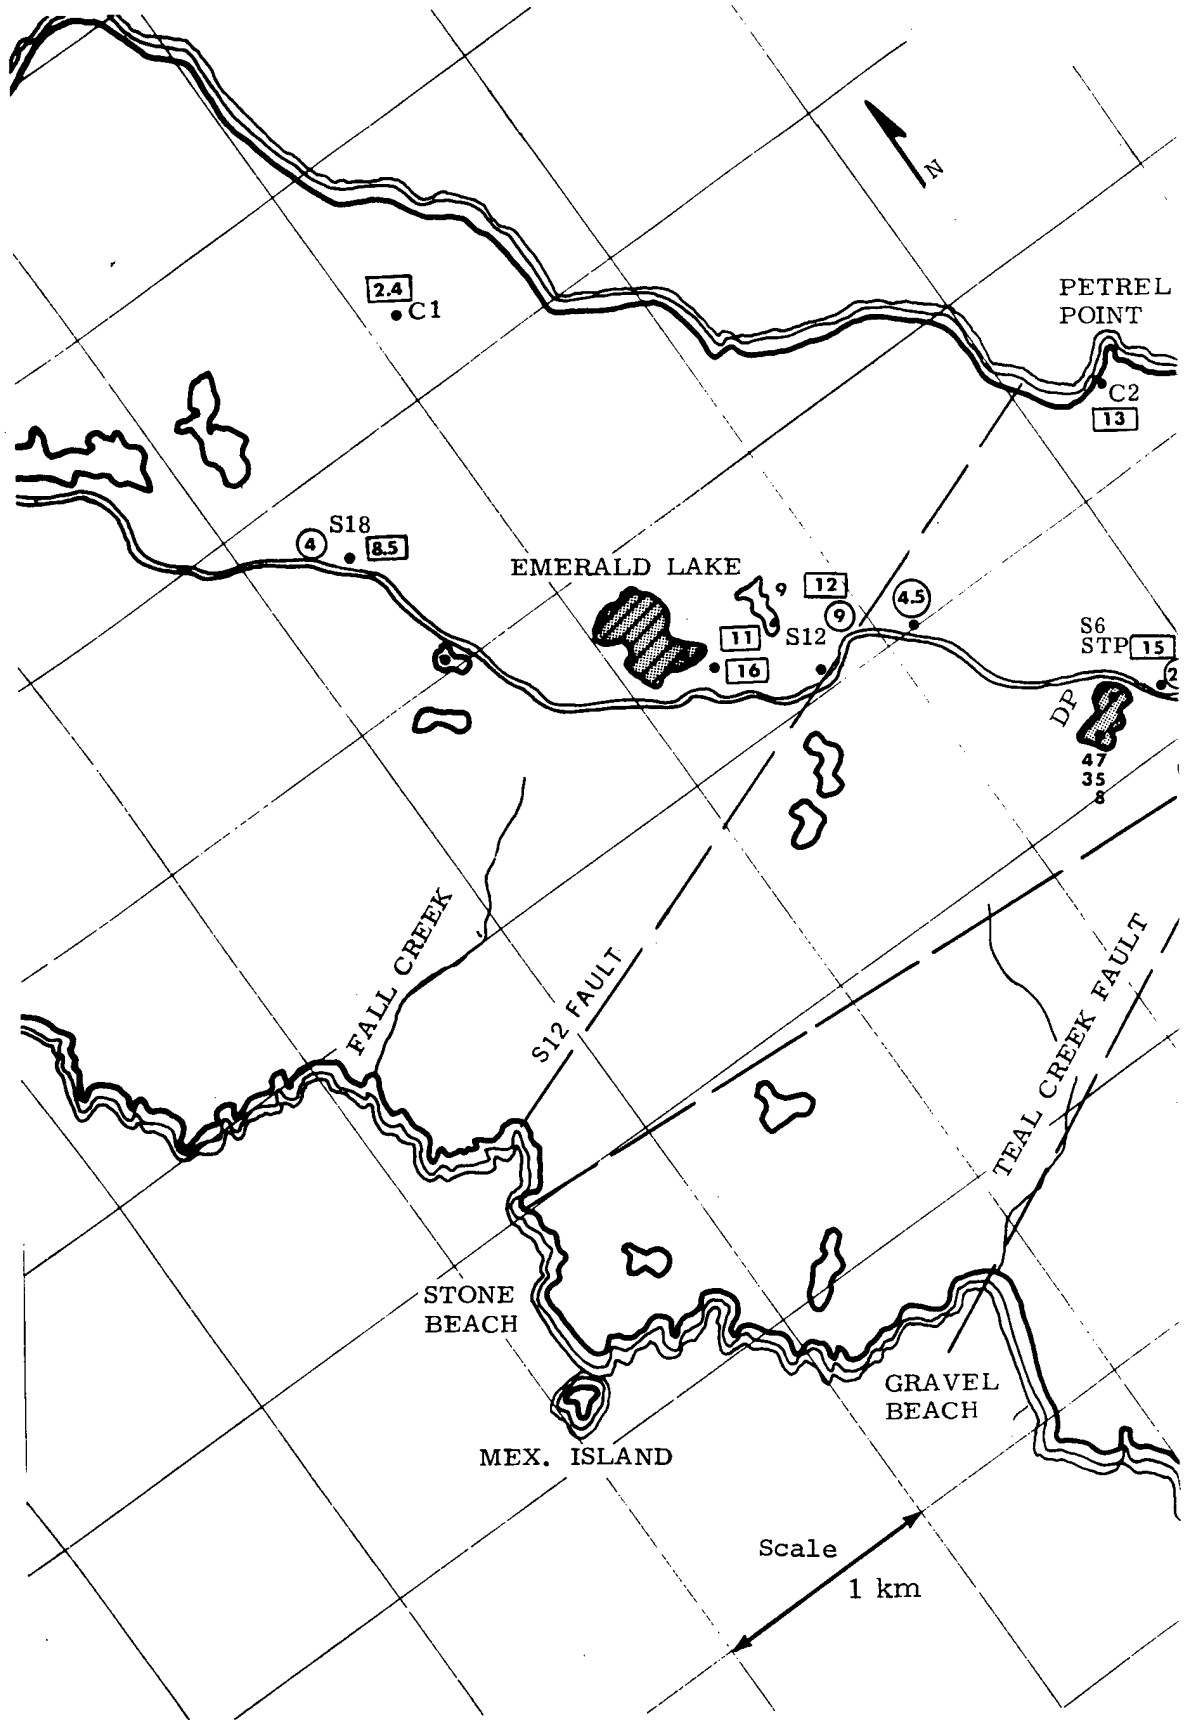 N
PETREL
POINT
2.4
C1
C2
13
S18
4
8.5
EMERALD LAKE
9
12
4.5
9
11
S12
16
S6
STP 15
2
DP
47
35
8
FALL CREEK
S12 FAULT
TEAL CREEK FAULT
STONE
BEACH
GRAVEL
BEACH
MEX. ISLAND
Scale
1 km